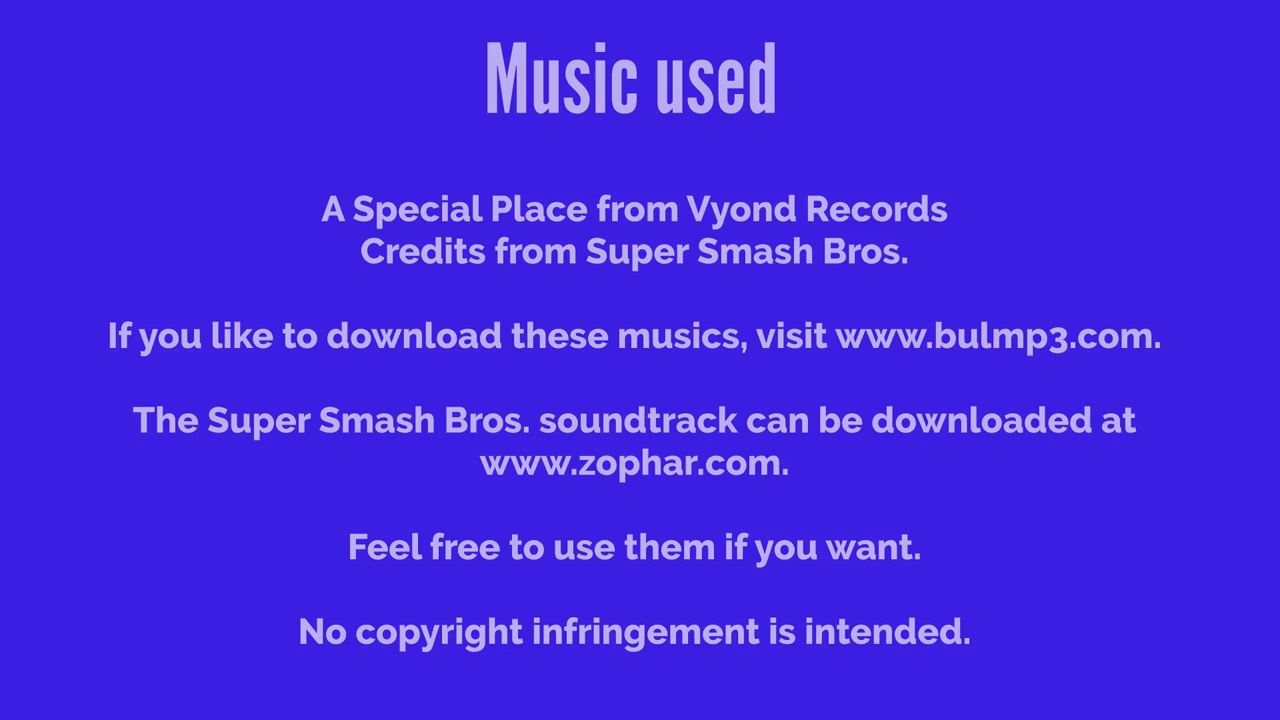 Music used
A Special Place from Vyond Records
Credits from Super Smash Bros.
If you like to download these musics, visit www.bulmp3.com.
The Super Smash Bros. soundtrack can be downloaded at
www.zophar.com.
Feel free to use them if you want.
No copyright infringement is intended.